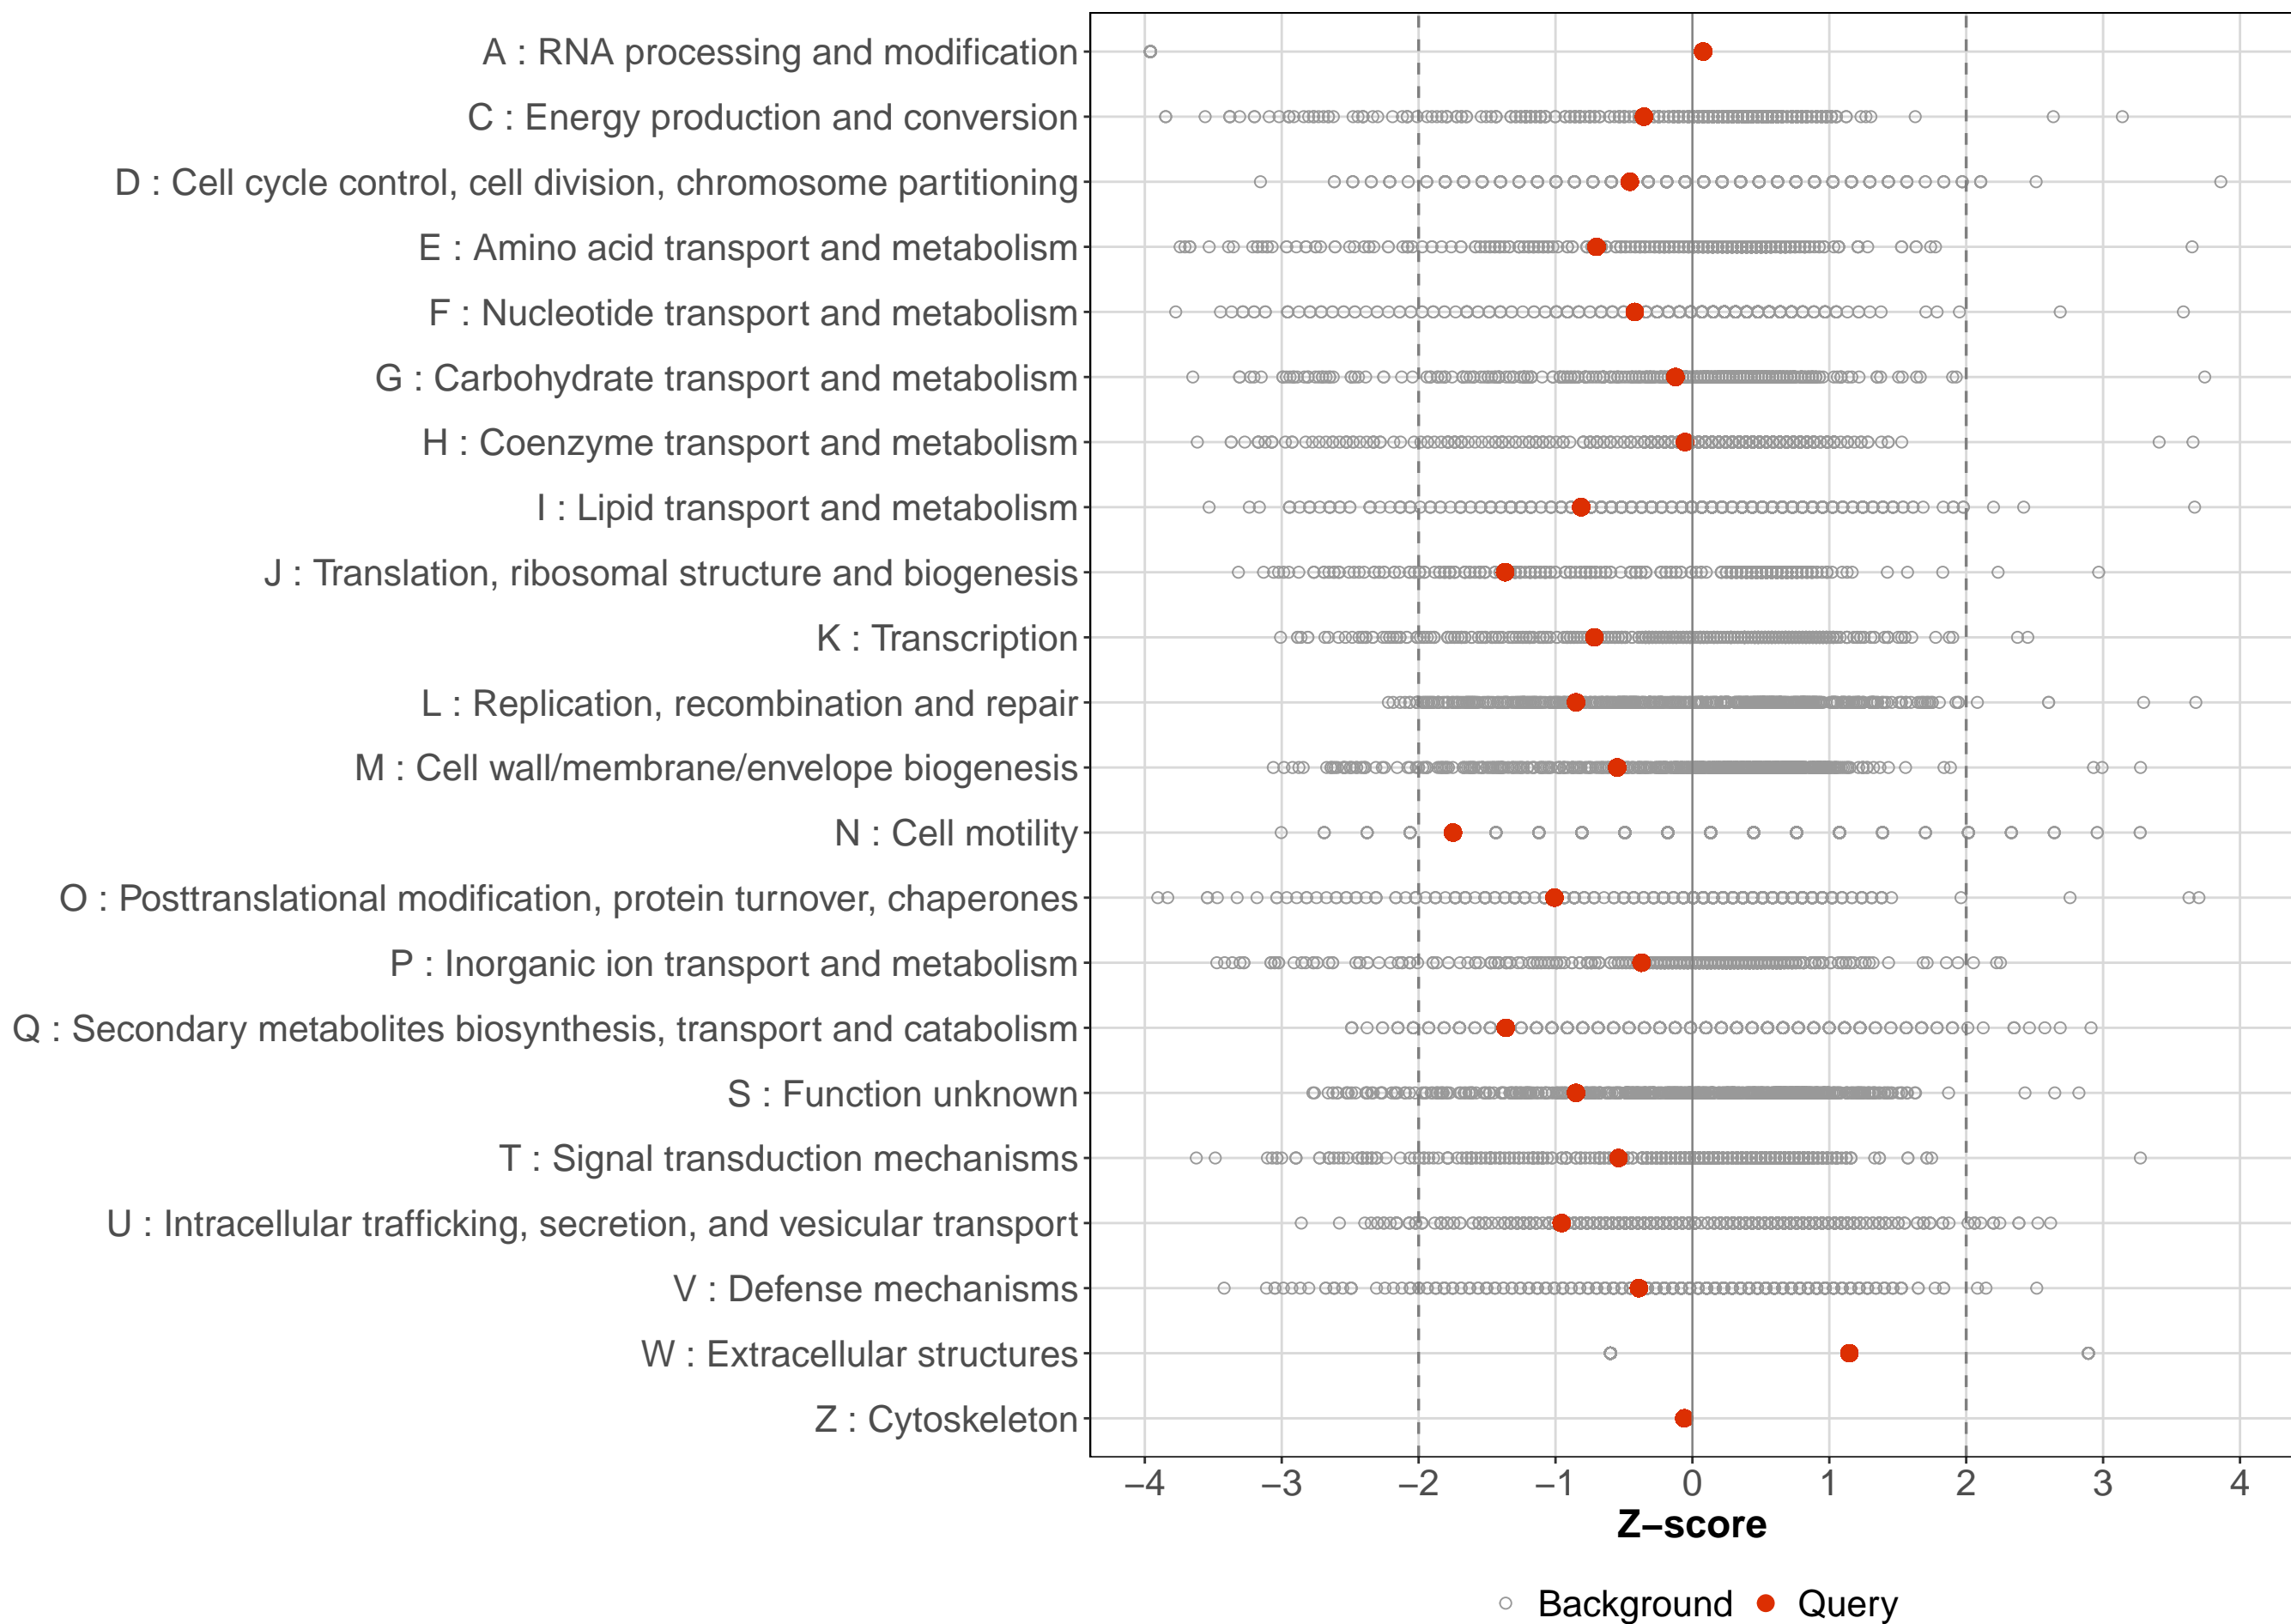 A : RNA processing and modification
C : Energy production and conversion
D : Cell cycle control, cell division, chromosome partitioning
E : Amino acid transport and metabolism
F : Nucleotide transport and metabolism
G : Carbohydrate transport and metabolism
H : Coenzyme transport and metabolism
I : Lipid transport and metabolism
J : Translation, ribosomal structure and biogenesis
K : Transcription
L : Replication, recombination and repair
M : Cell wall/membrane/envelope biogenesis
N : Cell motility
O : Posttranslational modification, protein turnover, chaperones
P : Inorganic ion transport and metabolism
Q : Secondary metabolites biosynthesis, transport and catabolism
S : Function unknown
T : Signal transduction mechanisms
U : Intracellular trafficking, secretion, and vesicular transport
V : Defense mechanisms
W : Extracellular structures
Z : Cytoskeleton
−4 −3 −2 −1 0 1 2 3 4
Z−score
Background Query